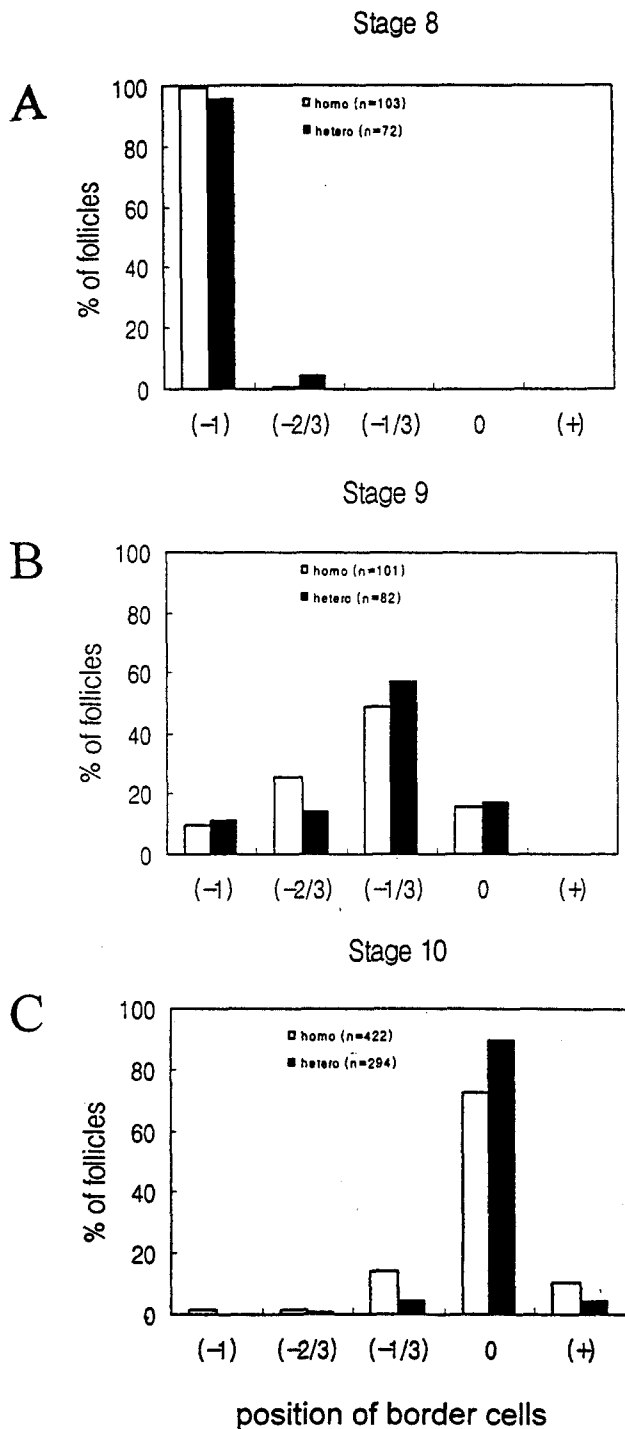 Stage 8
A
% of follicles
100
80
60
40
20
0
homo (n=103)
hetero (n=72)
(-1) (-2/3) (-1/3) 0 (+)
Stage 9
B
% of follicles
100
80
60
40
20
0
homo (n=101)
hetero (n=82)
(-1) (-2/3) (-1/3) 0 (+)
Stage 10
C
% of follicles
100
80
60
40
20
0
homo (n=422)
hetero (n=294)
(-1) (-2/3) (-1/3) 0 (+)
position of border cells